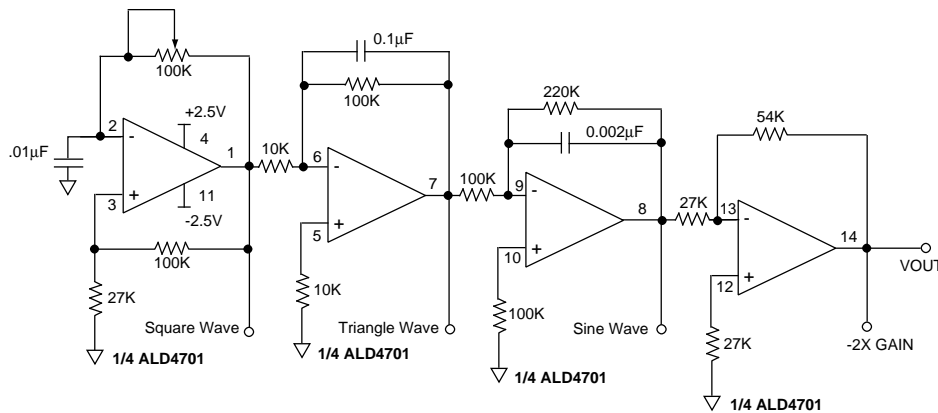 100K
0.1µF
100K
220K
0.002µF
54K
+2.5V
2
-
4
1
.01µF
+
3
11
-2.5V
10K
6
-
7
+
5
100K
9
-
8
+
10
27K
13
-
14
+
12
VOUT
100K
27K
10K
100K
27K
Square Wave
Triangle Wave
Sine Wave
-2X GAIN
1/4 ALD4701
1/4 ALD4701
1/4 ALD4701
1/4 ALD4701